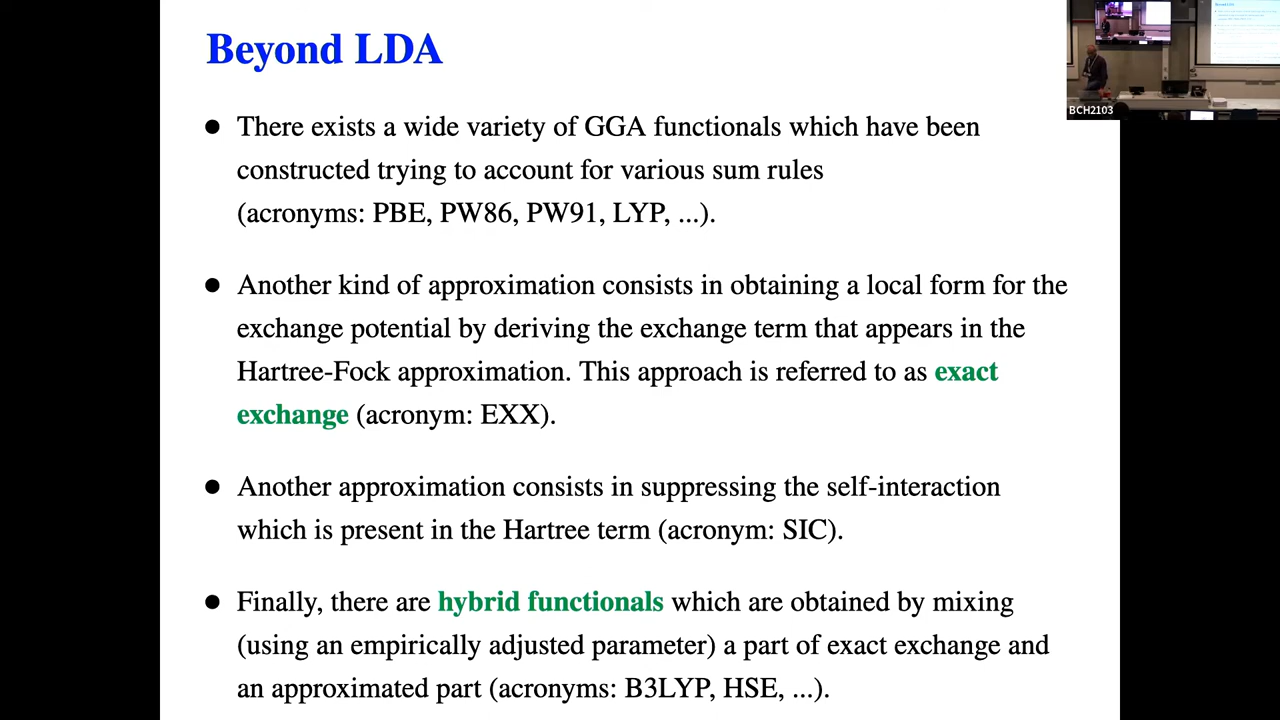 Beyond LDA
● There exists a wide variety of GGA functionals which have been
constructed trying to account for various sum rules
(acronyms: PBE, PW86, PW91, LYP, ...).
● Another kind of approximation consists in obtaining a local form for the
exchange potential by deriving the exchange term that appears in the
Hartree-Fock approximation. This approach is referred to as exact
exchange (acronym: EXX).
● Another approximation consists in suppressing the self-interaction
which is present in the Hartree term (acronym: SIC).
● Finally, there are hybrid functionals which are obtained by mixing
(using an empirically adjusted parameter) a part of exact exchange and
an approximated part (acronyms: B3LYP, HSE, ...).
BCH2103